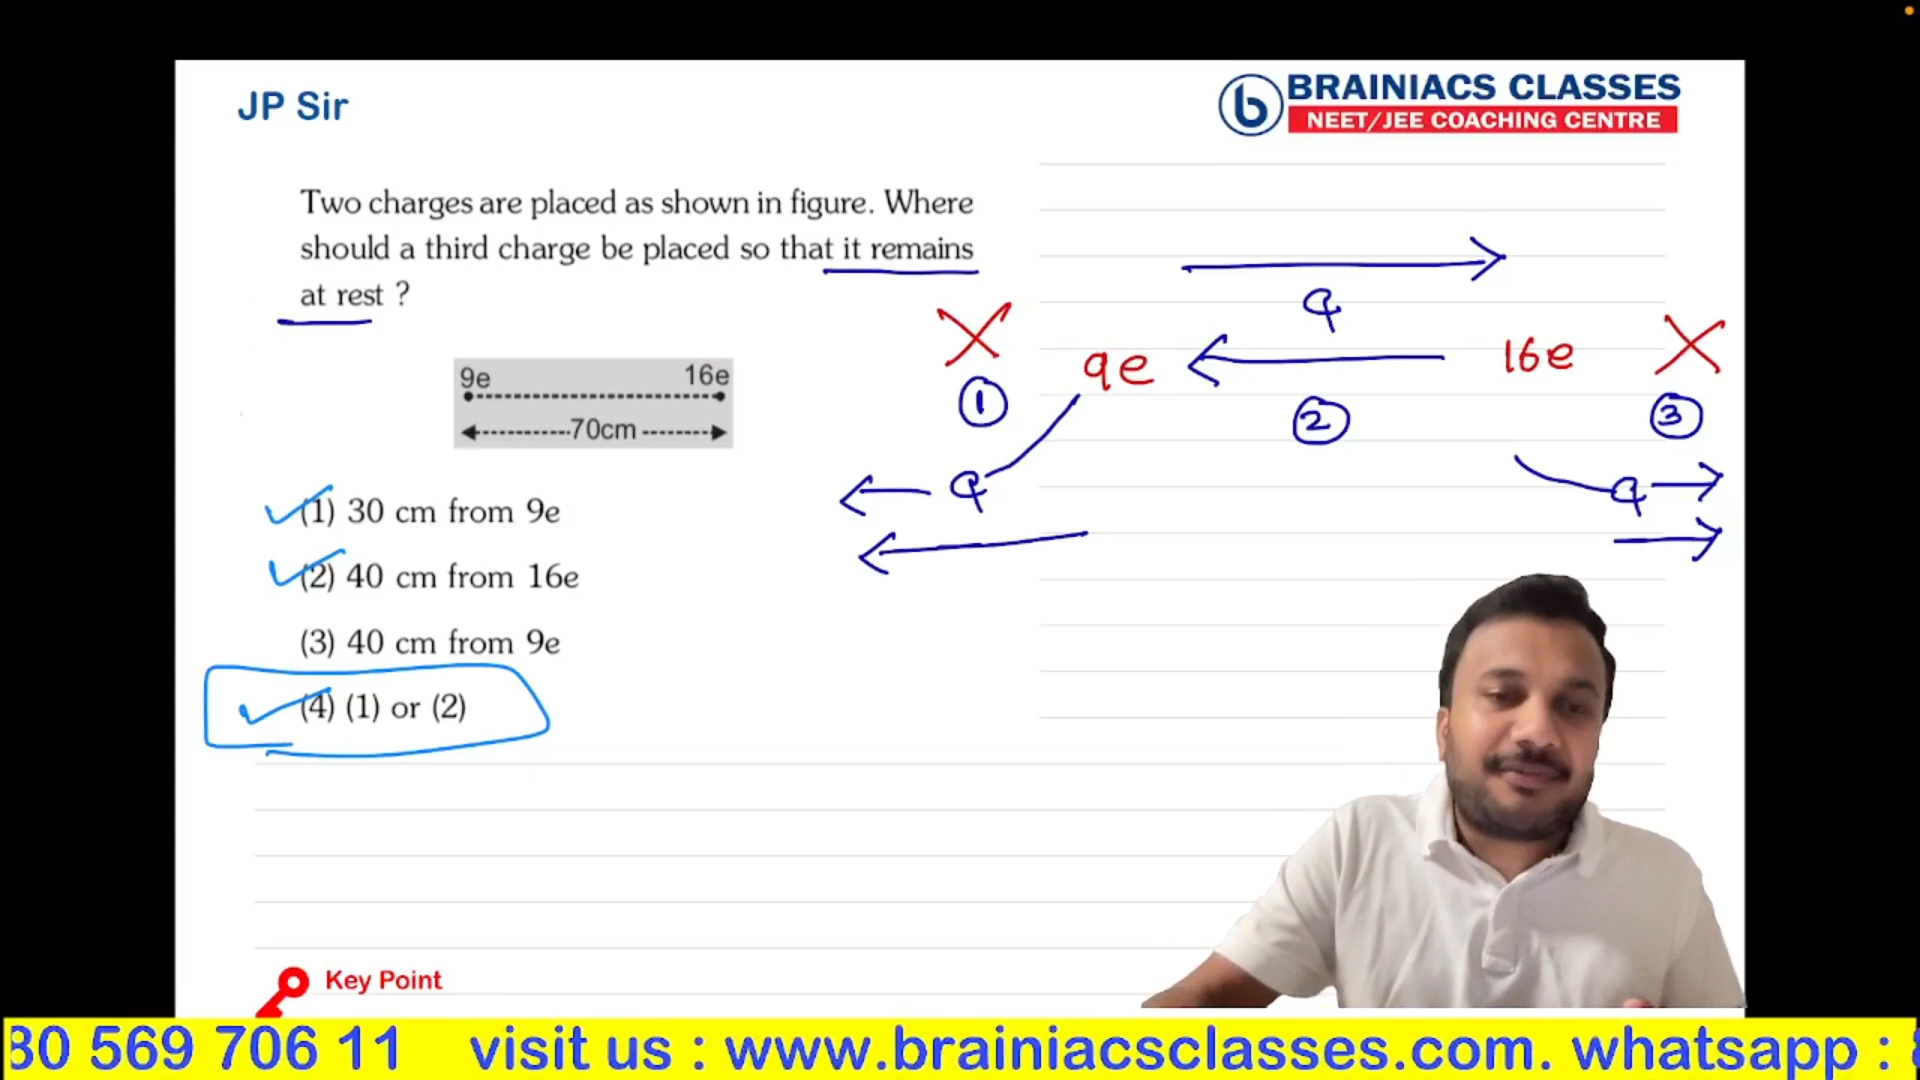 JP Sir
b BRAINIACS CLASSES
NEET/JEE COACHING CENTRE
Two charges are placed as shown in figure. Where
should a third charge be placed so that it remains
at rest ?
9e 16e
70cm
(1) 30 cm from 9e
(2) 40 cm from 16e
(3) 40 cm from 9e
(4) (1) or (2)
Q
9e 16e
1 2 3
Q Q
Key Point
80 569 706 11 visit us : www.brainiacsclasses.com. whatsapp :